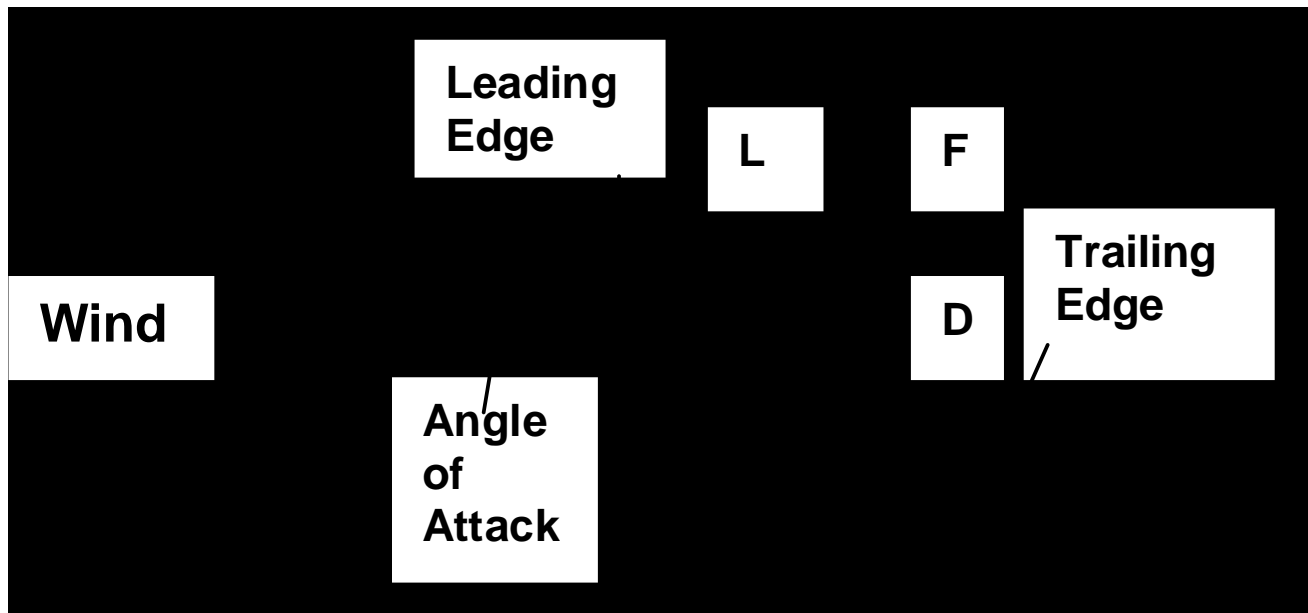 Leading
Edge
L
F
Trailing
Edge
Wind
D
Angle
of
Attack